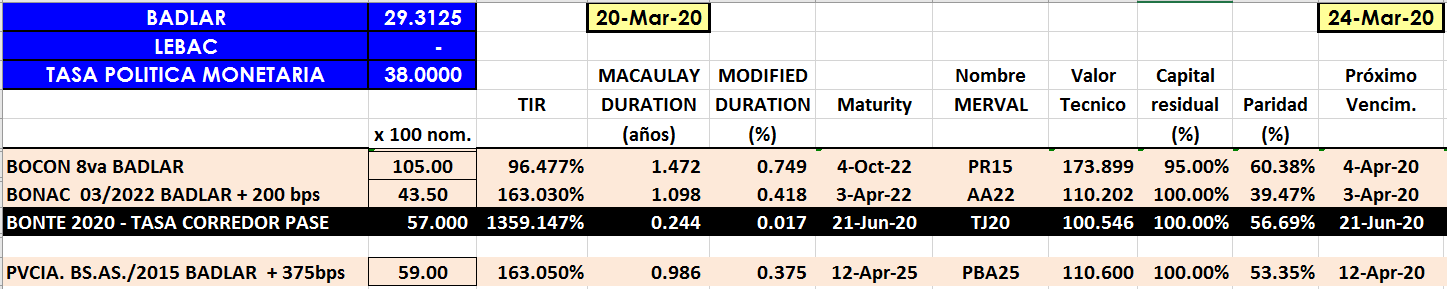 BADLAR 29.3125 20-Mar-20 24-Mar-20
LEBAC -
TASA POLITICA MONETARIA 38.0000 MACAULAY MODIFIED Nombre Valor Capital Próximo
TIR DURATION DURATION Maturity MERVAL Tecnico residual Paridad Vencim.
x 100 nom. (años) (%) (%) (%)
BOCON 8va BADLAR 105.00 96.477% 1.472 0.749 4-Oct-22 PR15 173.899 95.00% 60.38% 4-Apr-20
BONAC 03/2022 BADLAR + 200 bps 43.50 163.030% 1.098 0.418 3-Apr-22 AA22 110.202 100.00% 39.47% 3-Apr-20
BONTE 2020 - TASA CORREDOR PASE 57.000 1359.147% 0.244 0.017 21-Jun-20 TJ20 100.546 100.00% 56.69% 21-Jun-20
PVCIA. BS.AS./2015 BADLAR + 375bps 59.00 163.050% 0.986 0.375 12-Apr-25 PBA25 110.600 100.00% 53.35% 12-Apr-20